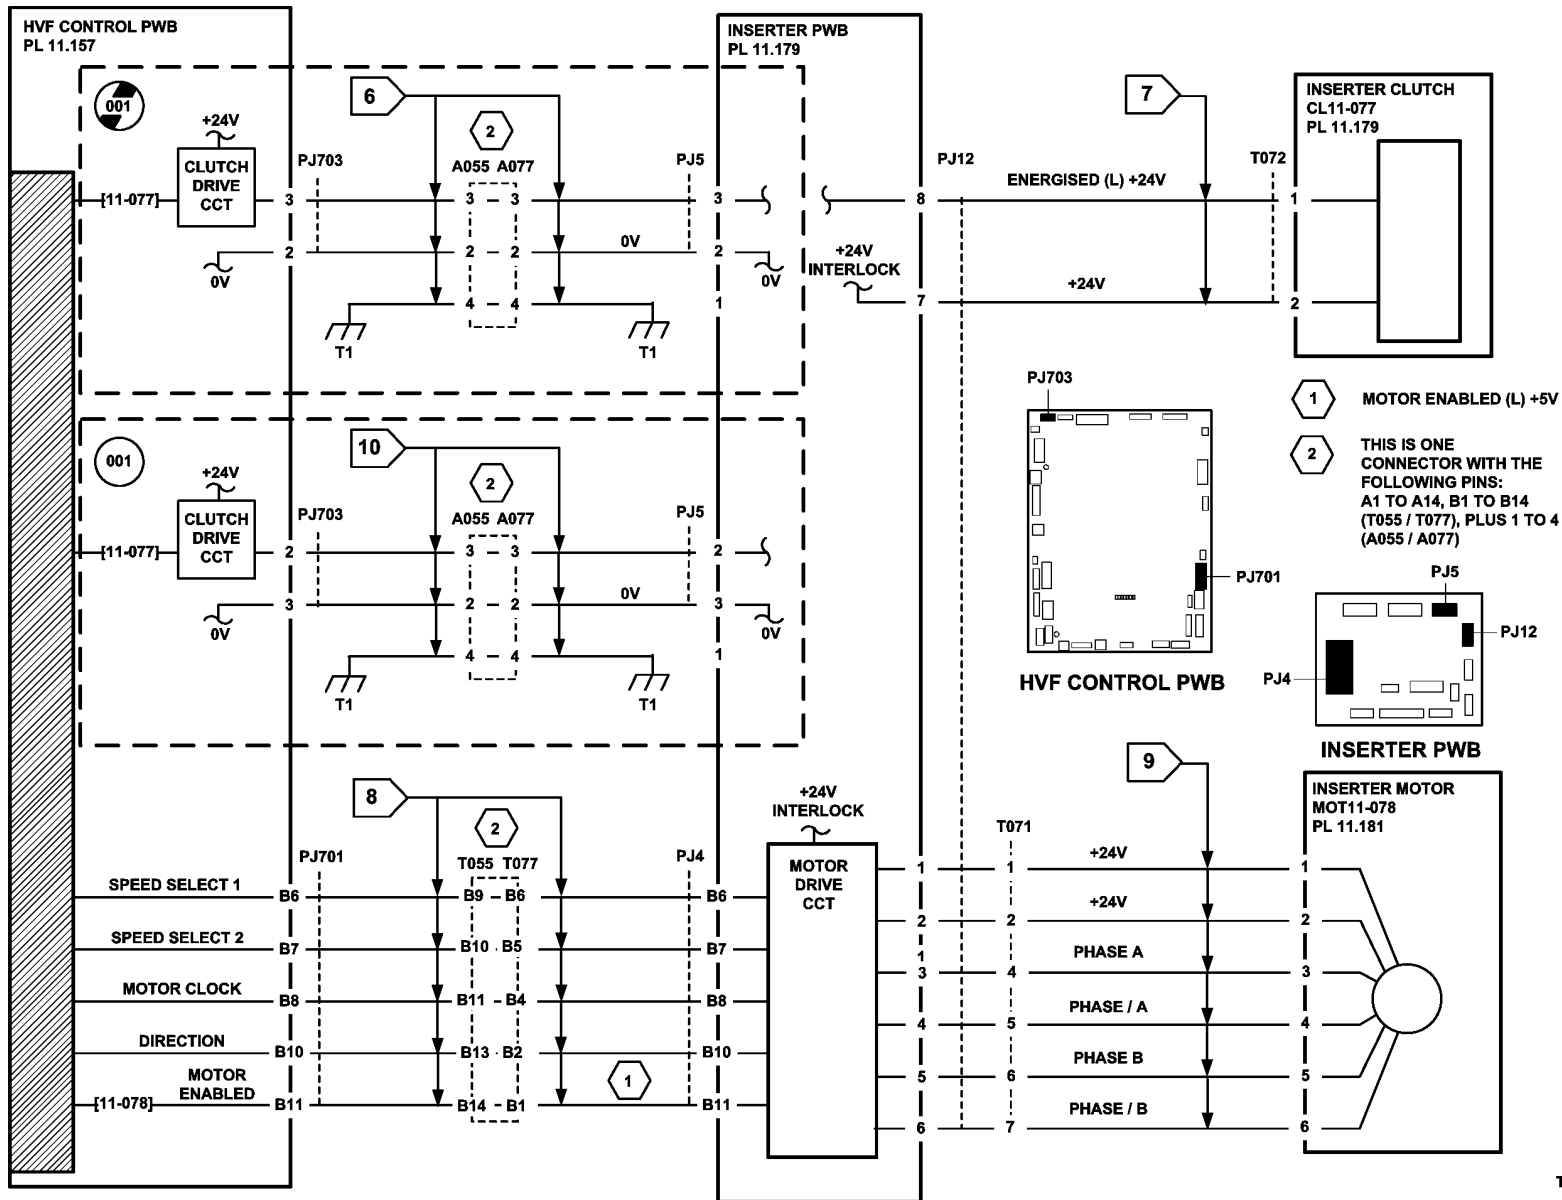 HVF CONTROL PWB
PL 11.157
INSERTER PWB
PL 11.179
001
6
7
INSERTER CLUTCH
CL11-077
PL 11.179
+24V
2
CLUTCH
DRIVE
CCT
PJ703
A055 A077
PJ5
PJ12
T072
[11-077]
3
3 – 3
3
8
ENERGISED (L) +24V
1
0V
2
2 – 2
0V
2
0V
+24V
INTERLOCK
4 – 4
1
7
+24V
2
T1
T1
001
10
+24V
2
CLUTCH
DRIVE
CCT
PJ703
A055 A077
PJ5
[11-077]
2
3 – 3
2
0V
3
2 – 2
0V
3
0V
4 – 4
1
T1
T1
PJ703
PJ701
HVF CONTROL PWB
1
MOTOR ENABLED (L) +5V
2
THIS IS ONE
CONNECTOR WITH THE
FOLLOWING PINS:
A1 TO A14, B1 TO B14
(T055 / T077), PLUS 1 TO 4
(A055 / A077)
PJ5
PJ12
PJ4
INSERTER PWB
8
2
9
+24V
INTERLOCK
INSERTER MOTOR
MOT11-078
PL 11.181
PJ701
T055 T077
PJ4
MOTOR
DRIVE
CCT
T071
SPEED SELECT 1
B6
B9 – B6
B6
SPEED SELECT 2
B7
B10 - B5
B7
MOTOR CLOCK
B8
B11 - B4
B8
DIRECTION
B10
B13 - B2
B10
MOTOR
ENABLED
[11-078]
B11
B14 - B1
1
B11
1
1
+24V
1
2
2
+24V
2
1
3
4
PHASE A
3
4
5
PHASE / A
4
5
6
PHASE B
5
6
7
PHASE / B
6